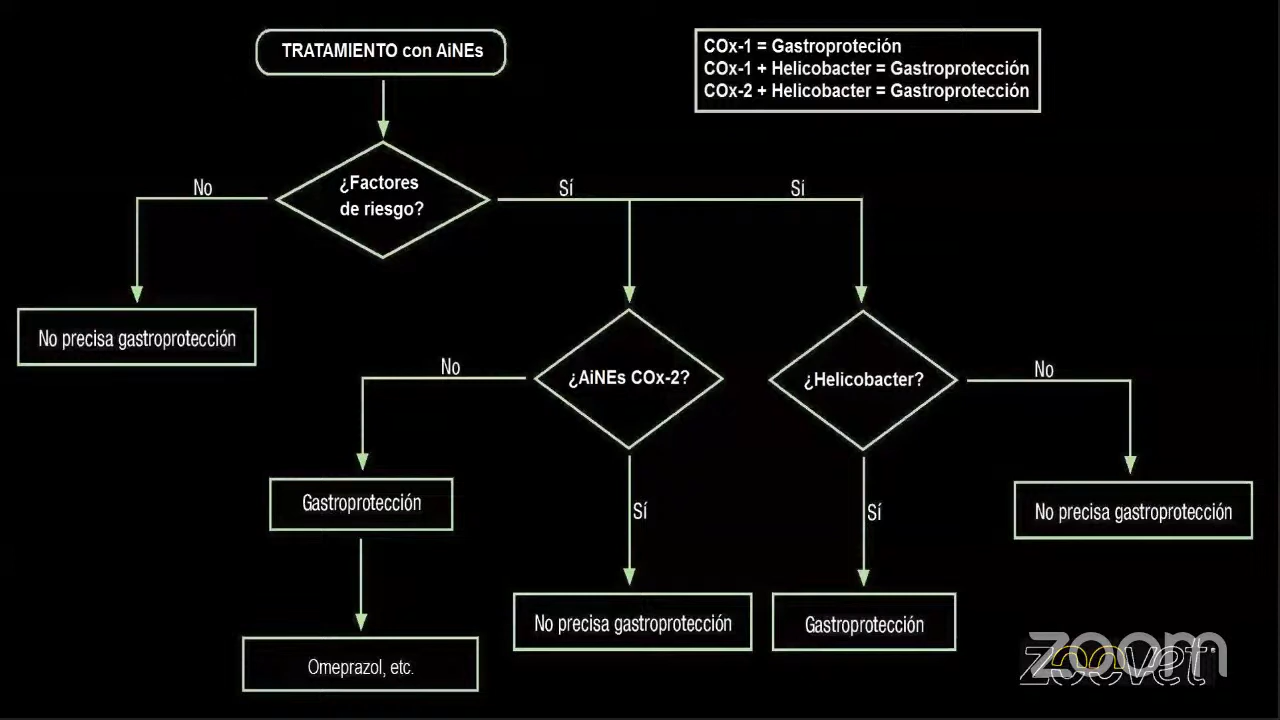 TRATAMIENTO con AiNEs
COx-1 = Gastroproteción
COx-1 + Helicobacter = Gastroprotección
COx-2 + Helicobacter = Gastroprotección
¿Factores
de riesgo?
No
Sí
Sí
No precisa gastroprotección
¿AiNEs COx-2?
¿Helicobacter?
No
No
Gastroprotección
Sí
Sí
No precisa gastroprotección
No precisa gastroprotección
Gastroprotección
Omeprazol, etc.
zoom
zoovet